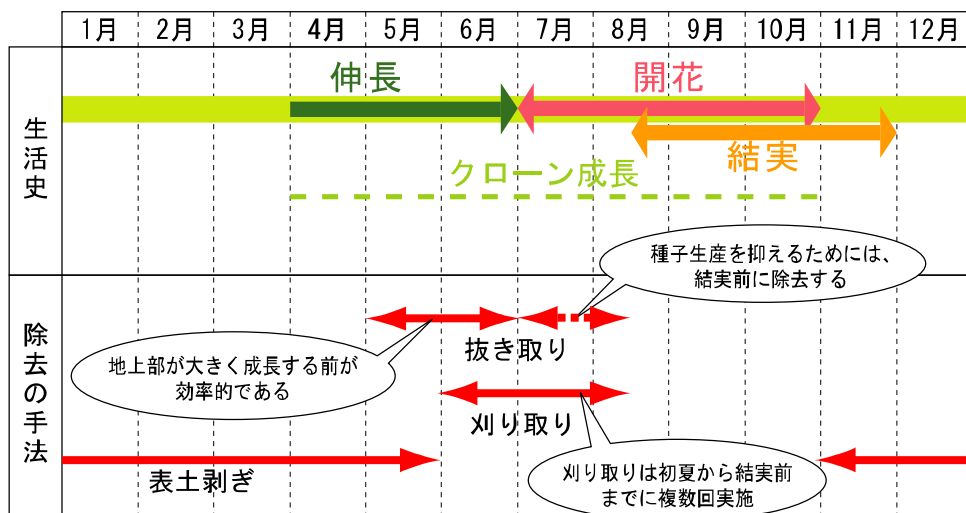 1月 2月 3月 4月 5月 6月 7月 8月 9月 10月 11月 12月
生活史
伸長
開花
結実
クローン成長
除去の手法
種子生産を抑えるためには、
結実前に除去する
抜き取り
地上部が大きく成長する前が
効率的である
刈り取り
刈り取りは初夏から結実前
までに複数回実施
表土剥ぎ